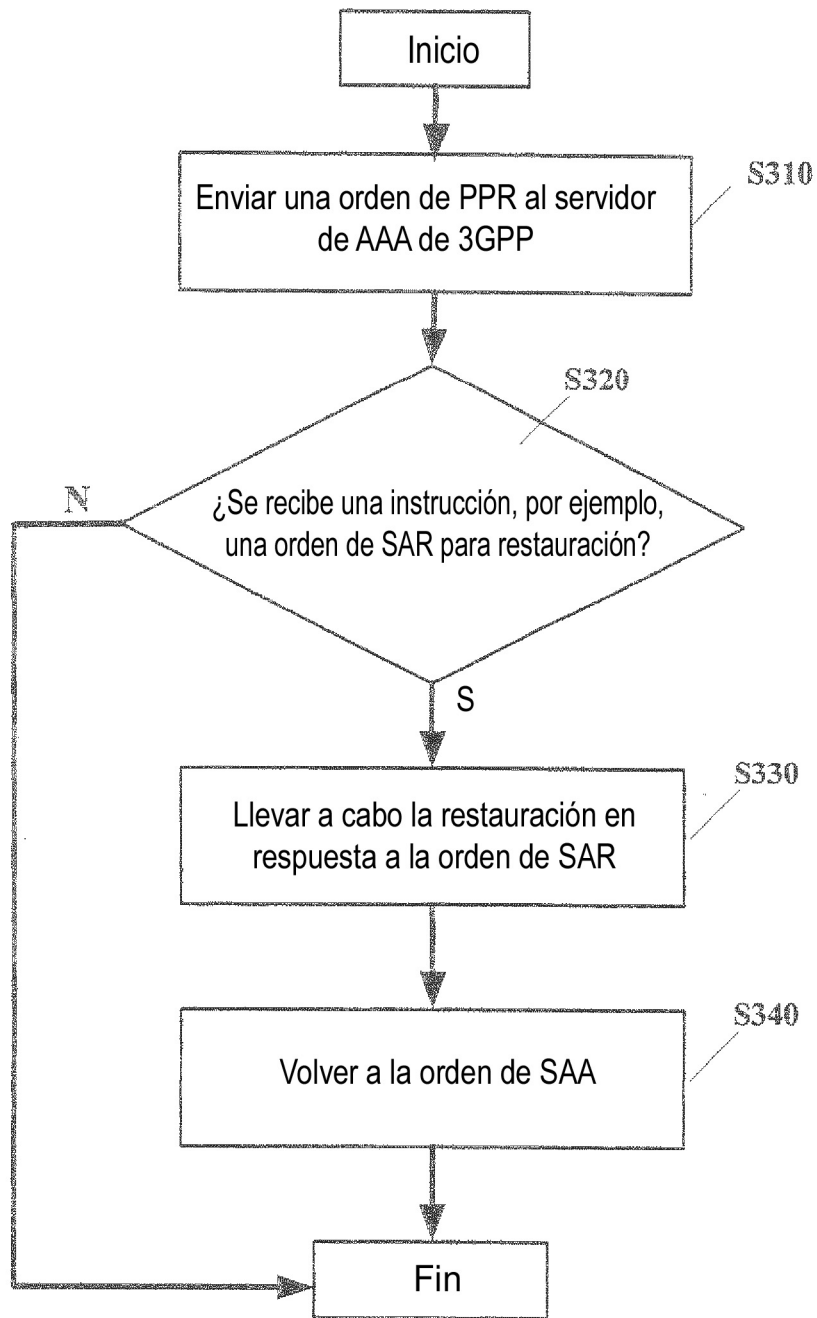 Inicio
S310
Enviar una orden de PPR al servidor
de AAA de 3GPP
S320
N
¿Se recibe una instrucción, por ejemplo,
una orden de SAR para restauración?
S
S330
Llevar a cabo la restauración en
respuesta a la orden de SAR
S340
Volver a la orden de SAA
Fin